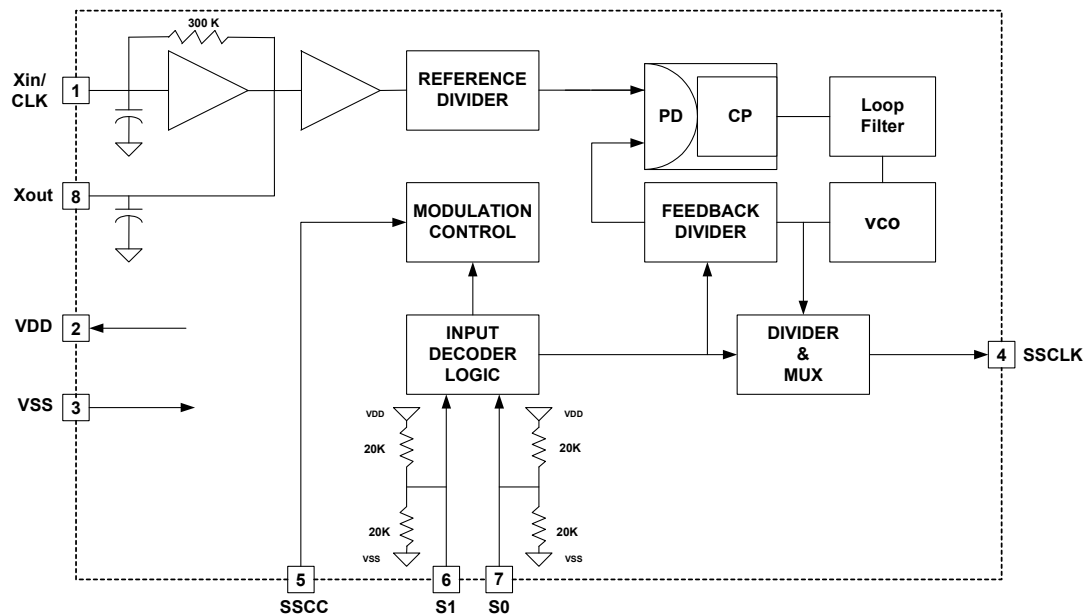 300 K
Xin/
CLK
1
REFERENCE
DIVIDER
PD
CP
Loop
Filter
Xout
8
MODULATION
CONTROL
FEEDBACK
DIVIDER
VCO
VDD
2
INPUT
DECODER
LOGIC
DIVIDER
&
MUX
4
SSCLK
VSS
3
VDD
VDD
20K
20K
20K
20K
VSS
VSS
5
6
7
SSCC
S1
S0